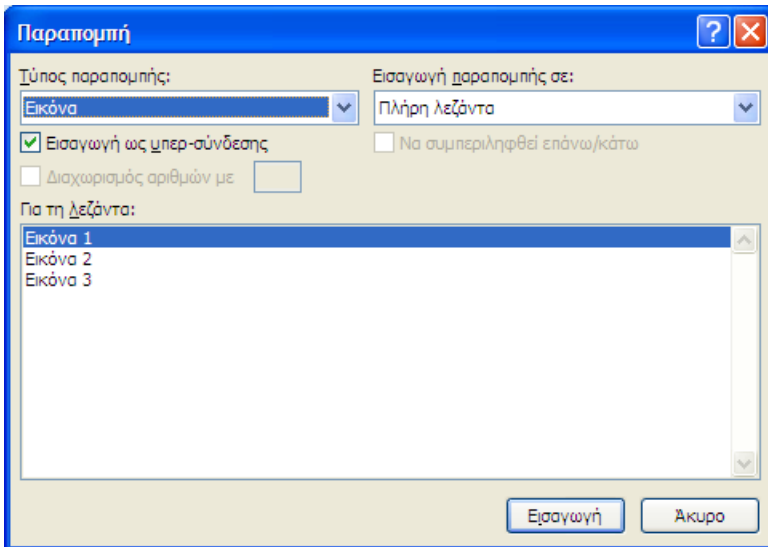 Παραπομπή
Τύπος παραπομπής:
Εισαγωγή παραπομπής σε:
Εικόνα
Πλήρη λεζάντα
Εισαγωγή ως υπερ-σύνδεσης
Να συμπεριληφθεί επάνω/κάτω
Διαχωρισμός αριθμών με
Για τη λεζάντα:
Εικόνα 1
Εικόνα 2
Εικόνα 3
Εισαγωγή
Άκυρο